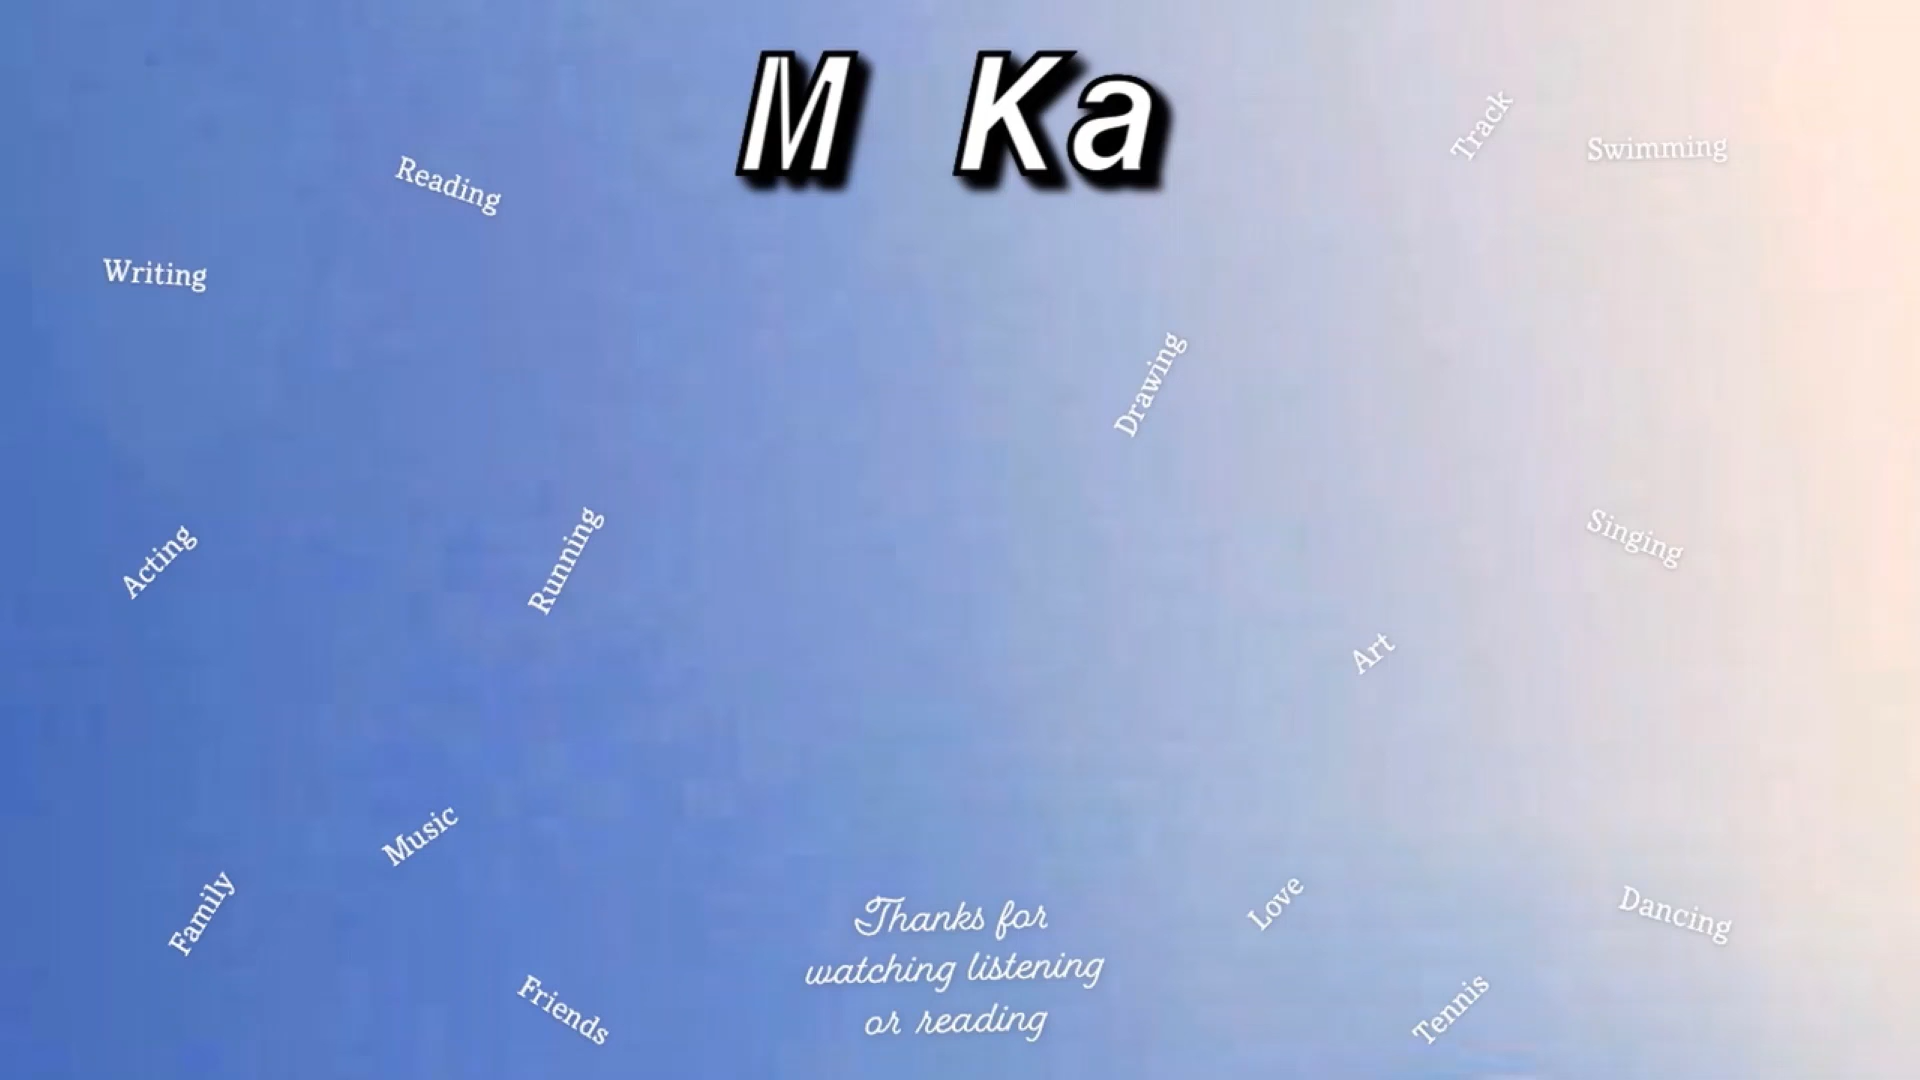 M Ka
Track
Swimming
Reading
Writing
Drawing
Acting
Running
Singing
Art
Music
Family
Love
Dancing
Friends
Tennis
Thanks for
watching listening
or reading